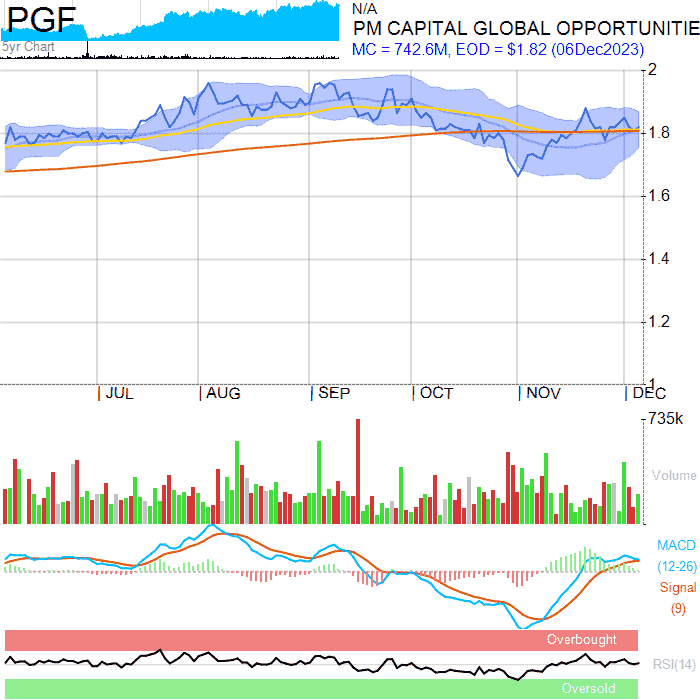 PGF
5yr Chart
N/A
PM CAPITAL GLOBAL OPPORTUNITIE
MC = 742.6M, EOD = $1.82 (06Dec2023)
2
1.8
1.6
1.4
1.2
1
JUL AUG SEP OCT NOV DEC
735k
Volume
MACD
(12-26)
Signal
(9)
Overbought
RSI(14)
Oversold